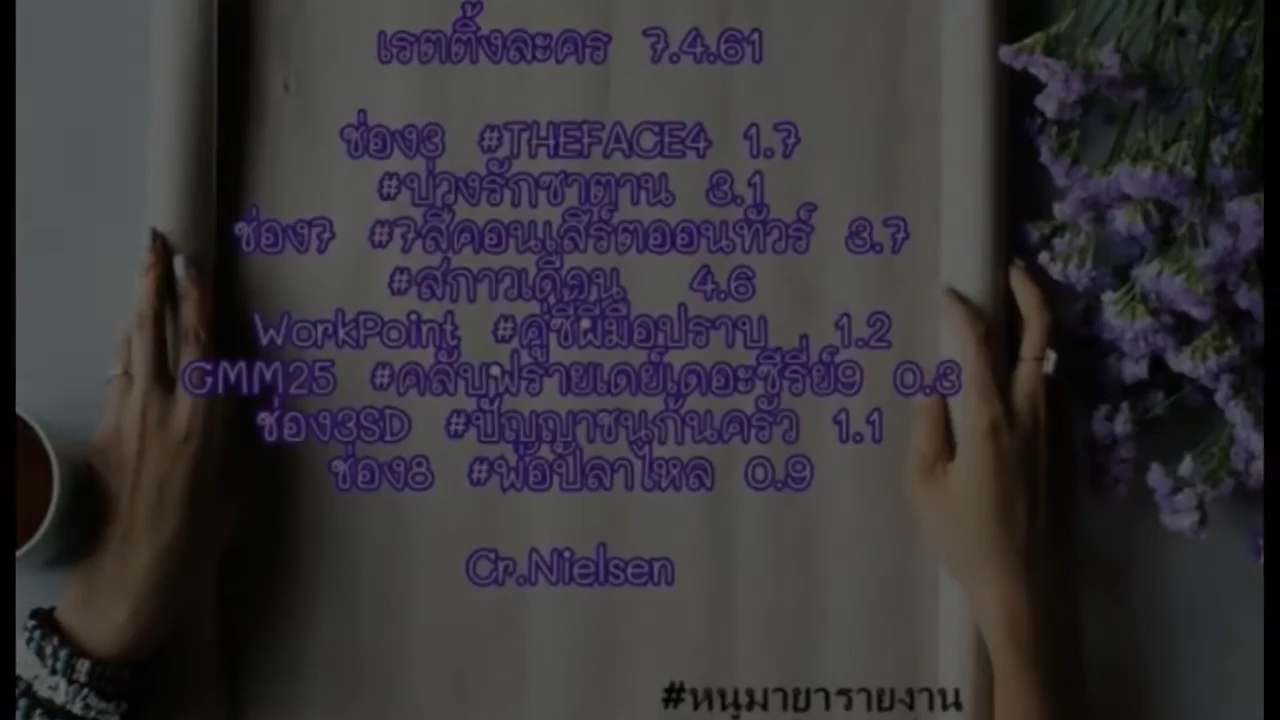 เรตติ้งละคร 7.4.61
ช่อง3 #THEFACE4 1.7
#บ่วงรักซาตาน 3.1
ช่อง7 #7สีคอนเสิร์ตออนทัวร์ 3.7
#สกาวเดือน 4.6
WorkPoint #คู่ซี้ผีมือปราบ 1.2
GMM25 #คลับฟรายเดย์เดอะซีรี่ย์9 0.3
ช่อง3SD #ปัญญาชนก้นครัว 1.1
ช่อง8 #พ่อปลาไหล 0.9
Cr.Nielsen
#หนูมายารายงาน